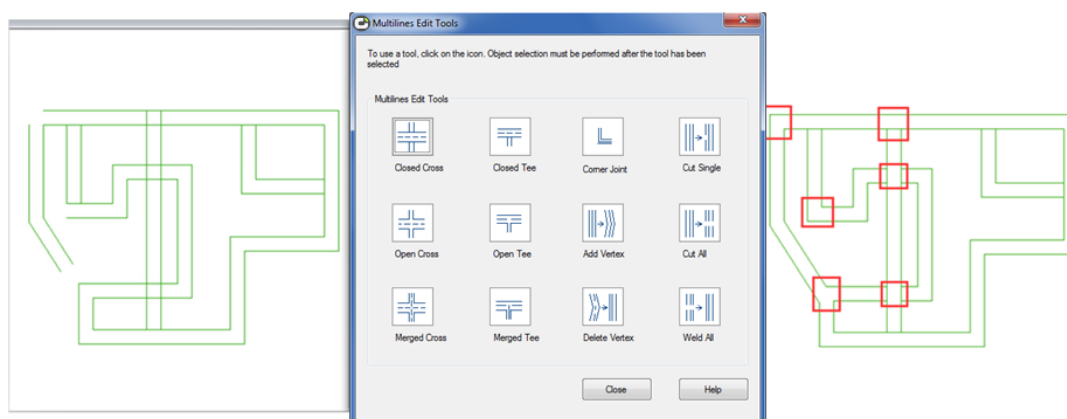 Multilines Edit Tools
To use a tool, click on the icon. Object selection must be performed after the tool has been
selected
Multilines Edit Tools
Closed Cross
Closed Tee
Corner Joint
Cut Single
Open Cross
Open Tee
Add Vertex
Cut All
Merged Cross
Merged Tee
Delete Vertex
Weld All
Close
Help